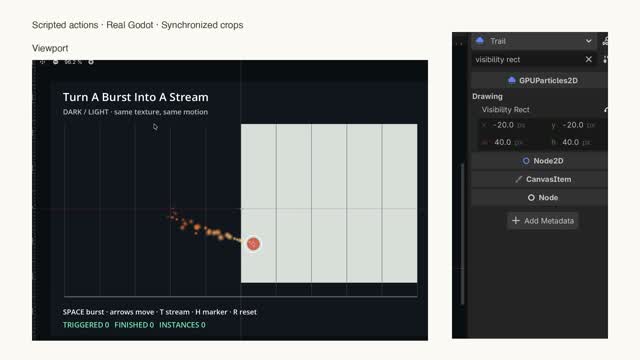 Scripted actions · Real Godot · Synchronized crops
Viewport
96.2 %
Turn A Burst Into A Stream
DARK / LIGHT · same texture, same motion
SPACE burst · arrows move · T stream · H marker · R reset
TRIGGERED 0 FINISHED 0 INSTANCES 0
Trail
visibility rect
GPUParticles2D
Drawing
Visibility Rect
x -20.0 px y -20.0 px
w 40.0 px h 40.0 px
Node2D
CanvasItem
Node
Add Metadata